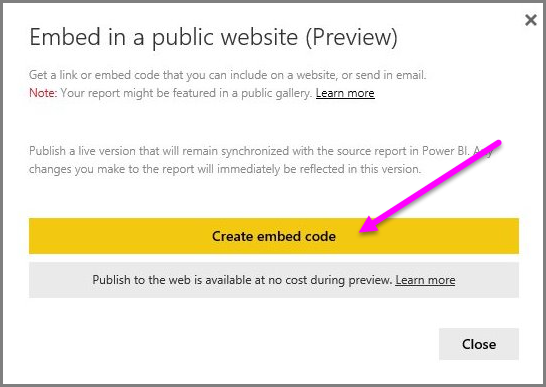 Embed in a public website (Preview)
Get a link or embed code that you can include on a website, or send in email.
Note: Your report might be featured in a public gallery. Learn more
Publish a live version that will remain synchronized with the source report in Power BI. Any
changes you make to the report will immediately be reflected in this version.
Create embed code
Publish to the web is available at no cost during preview. Learn more
Close